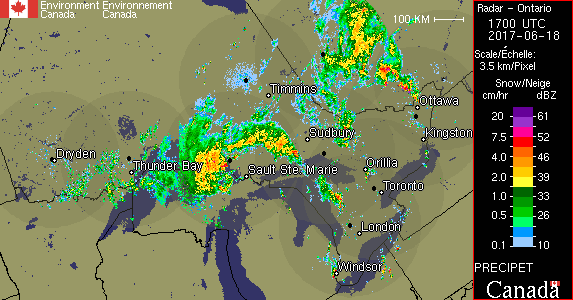 Environment Environnement
Canada Canada
100 KM
Timmins
Ottawa
Sudbury
Kingston
Dryden
Thunder Bay
Sault Ste. Marie
Orillia
Toronto
London
Windsor
Radar - Ontario
1700 UTC
2017-06-18
Scale/Échelle:
3.5 km/Pixel
Snow/Neige
cm/hr dBZ
20 61
7.5 52
4.0 46
2.0 39
1.0 33
0.5 26
0.1 10
PRECIPET
Canada